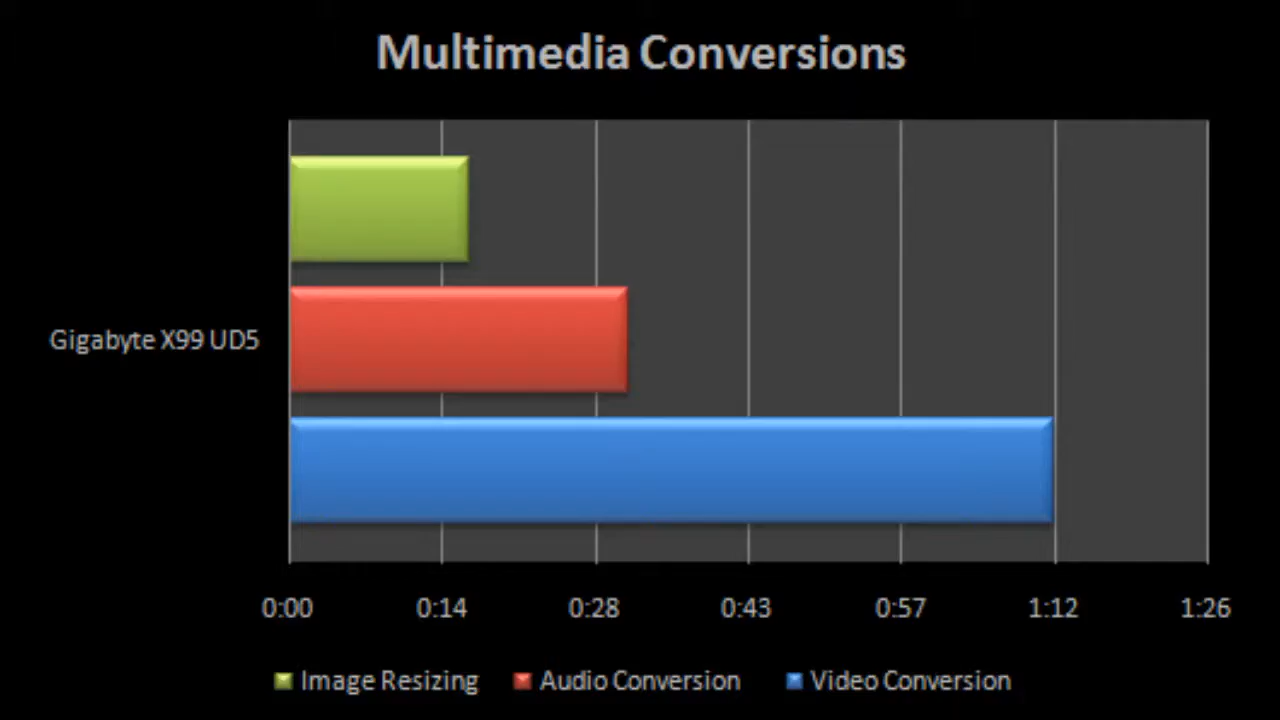 Multimedia Conversions
Gigabyte X99 UD5
0:00 0:14 0:28 0:43 0:57 1:12 1:26
Image Resizing Audio Conversion Video Conversion